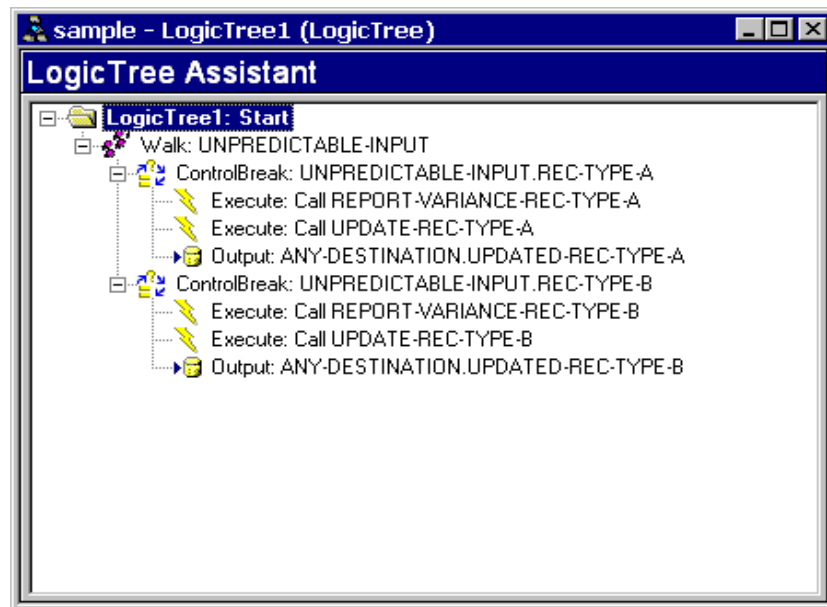 sample - LogicTree1 (LogicTree)
LogicTree Assistant
LogicTree1: Start
Walk: UNPREDICTABLE-INPUT
ControlBreak: UNPREDICTABLE-INPUT.REC-TYPE-A
Execute: Call REPORT-VARIANCE-REC-TYPE-A
Execute: Call UPDATE-REC-TYPE-A
Output: ANY-DESTINATION.UPDATED-REC-TYPE-A
ControlBreak: UNPREDICTABLE-INPUT.REC-TYPE-B
Execute: Call REPORT-VARIANCE-REC-TYPE-B
Execute: Call UPDATE-REC-TYPE-B
Output: ANY-DESTINATION.UPDATED-REC-TYPE-B